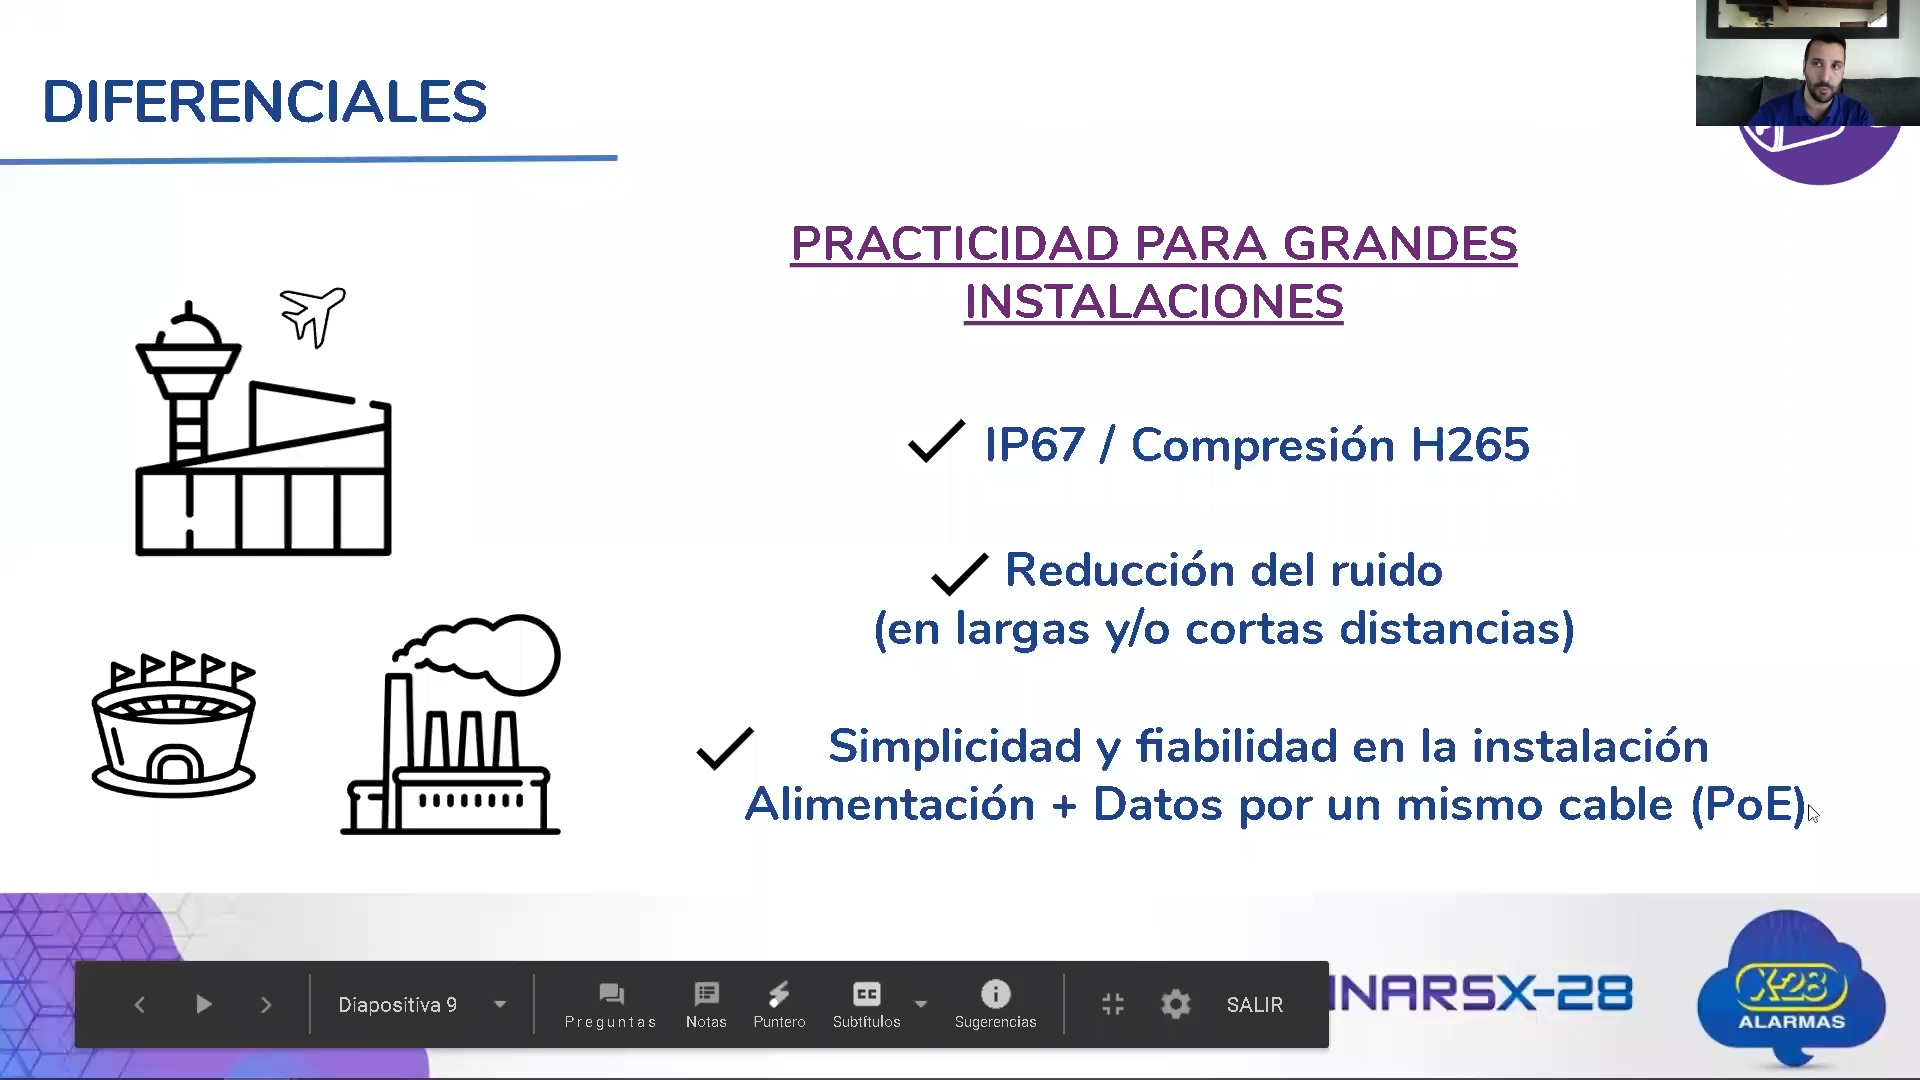 DIFERENCIALES
PRACTICIDAD PARA GRANDES
INSTALACIONES
IP67 / Compresión H265
Reducción del ruido
(en largas y/o cortas distancias)
Simplicidad y fiabilidad en la instalación
Alimentación + Datos por un mismo cable (PoE)
Diapositiva 9
Preguntas
Notas
Puntero
CC
Subtítulos
Sugerencias
SALIR
INARSX-28
X-28
ALARMAS